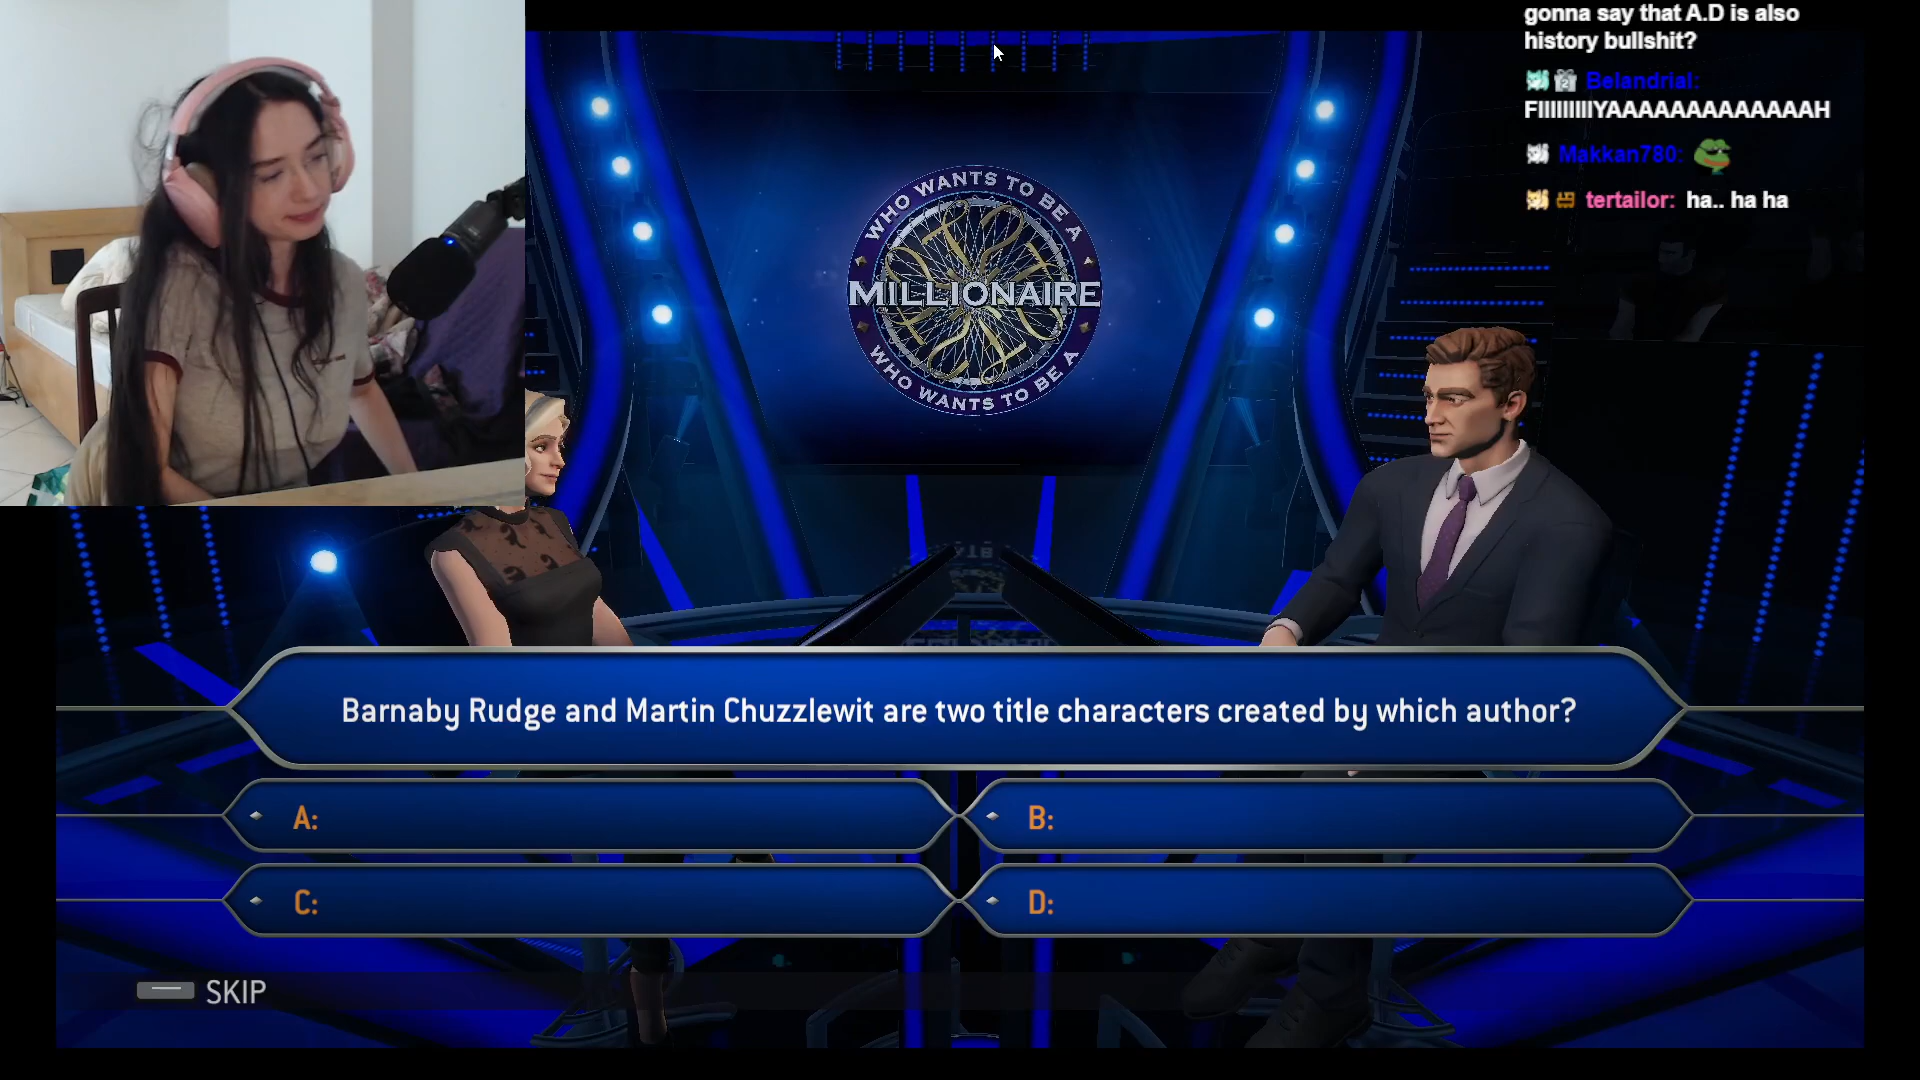 gonna say that A.D is also
history bullshit?
Belandrial:
FIIIIIIIIIYAAAAAAAAAAAAAH
Makkan780:
tertailor: ha.. ha ha
WHO WANTS TO BE A
MILLIONAIRE
WHO WANTS TO BE A
Barnaby Rudge and Martin Chuzzlewit are two title characters created by which author?
A:
B:
C:
D:
SKIP